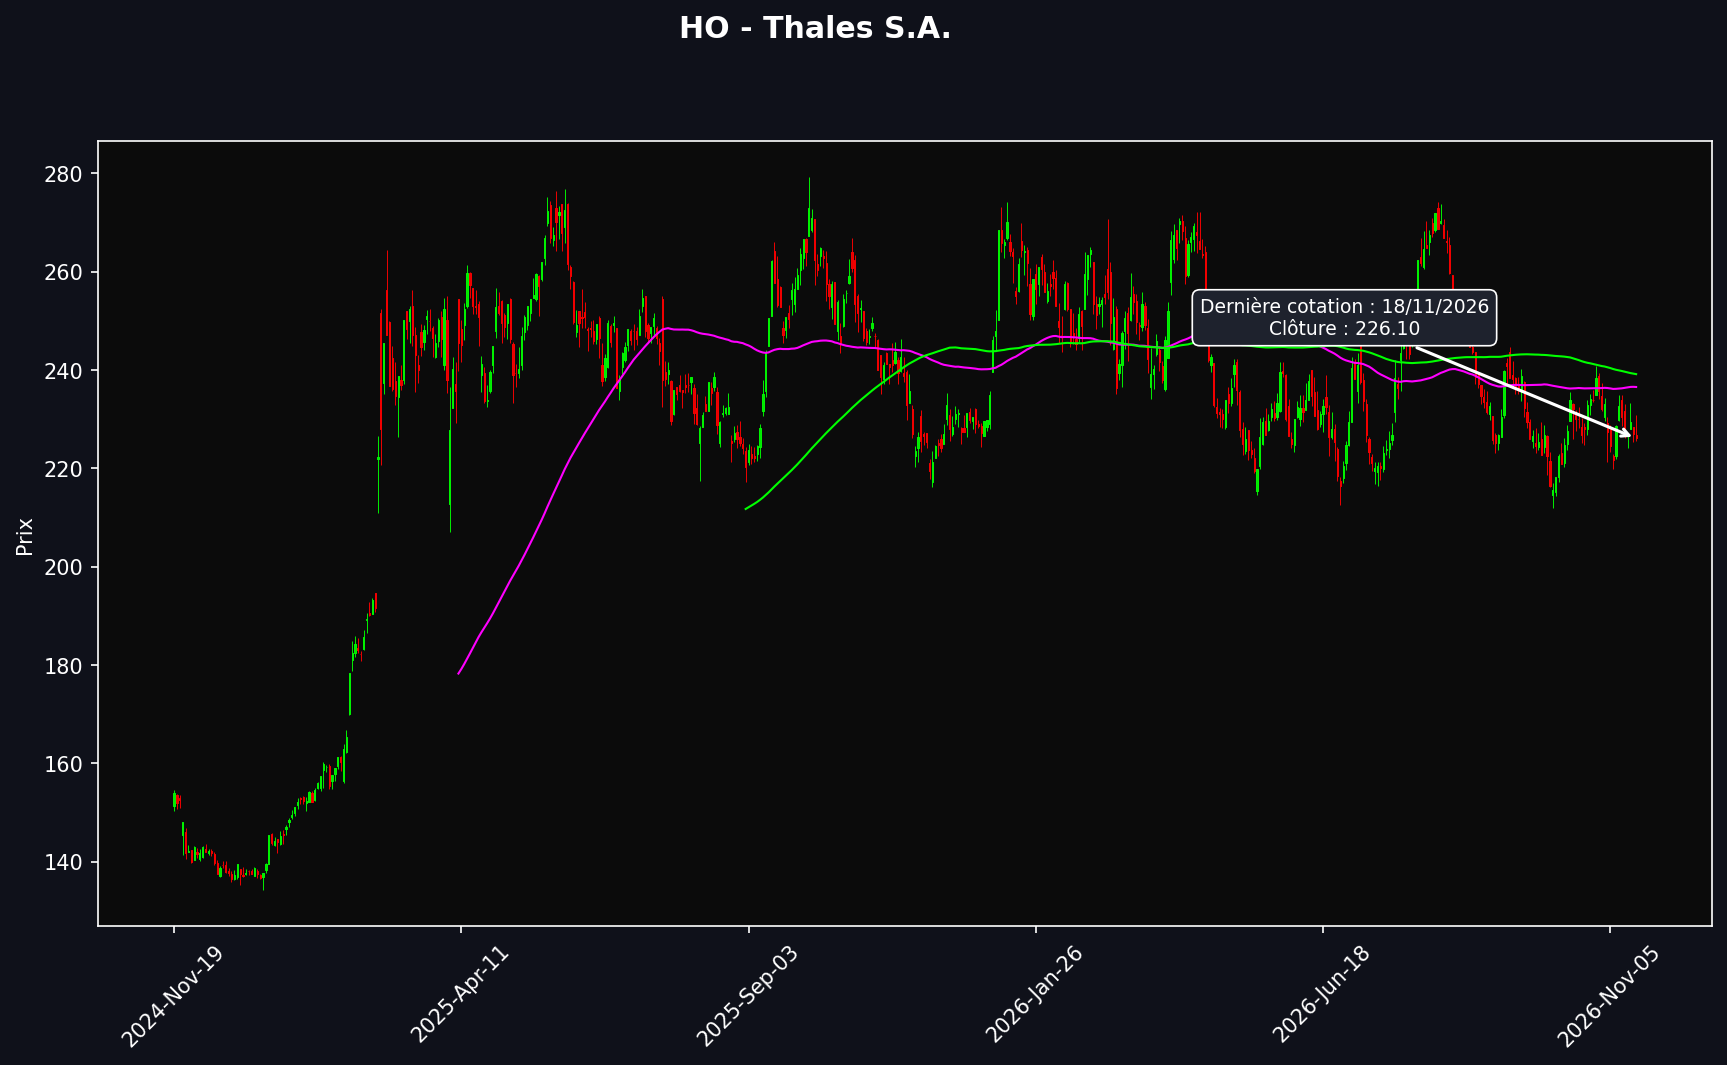 HO - Thales S.A.
Prix
280
260
240
220
200
180
160
140
Dernière cotation : 18/11/2026
Clôture : 226.10
2024-Nov-19
2025-Apr-11
2025-Sep-03
2026-Jan-26
2026-Jun-18
2026-Nov-05